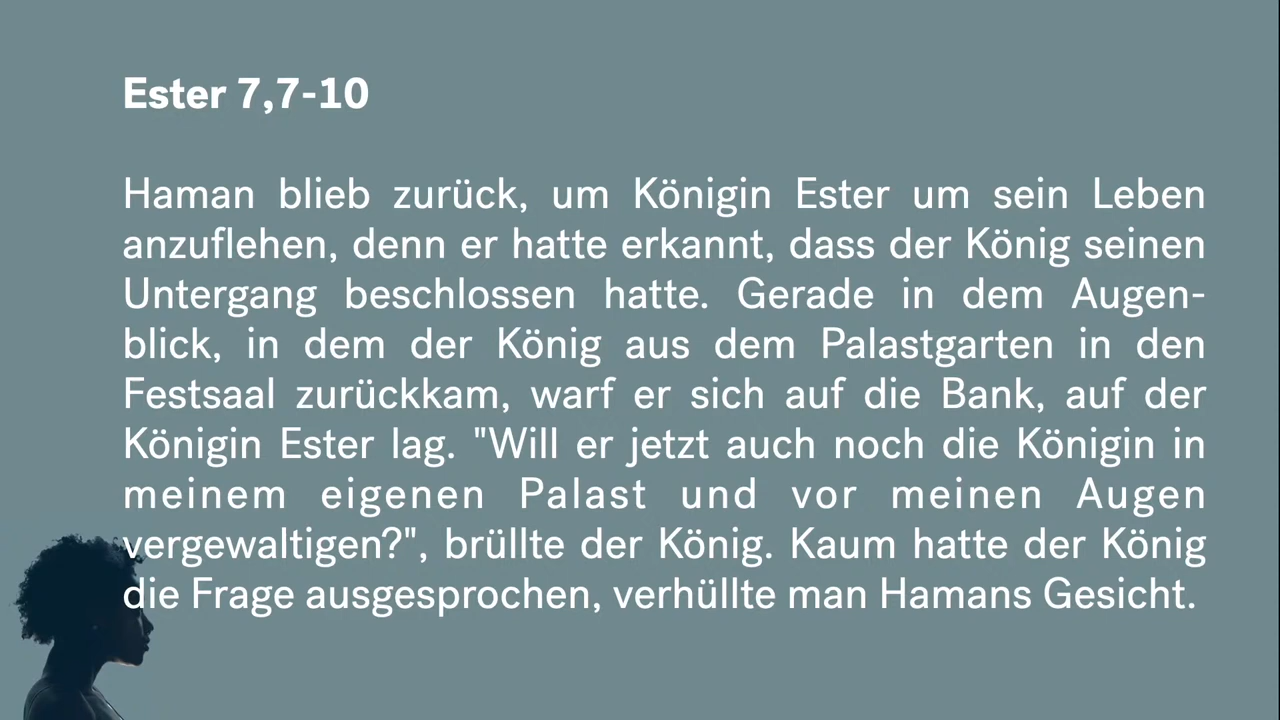 Ester 7,7-10
Haman blieb zurück, um Königin Ester um sein Leben
anzuflehen, denn er hatte erkannt, dass der König seinen
Untergang beschlossen hatte. Gerade in dem Augen-
blick, in dem der König aus dem Palastgarten in den
Festsaal zurückkam, warf er sich auf die Bank, auf der
Königin Ester lag. "Will er jetzt auch noch die Königin in
meinem eigenen Palast und vor meinen Augen
vergewaltigen?", brüllte der König. Kaum hatte der König
die Frage ausgesprochen, verhüllte man Hamans Gesicht.